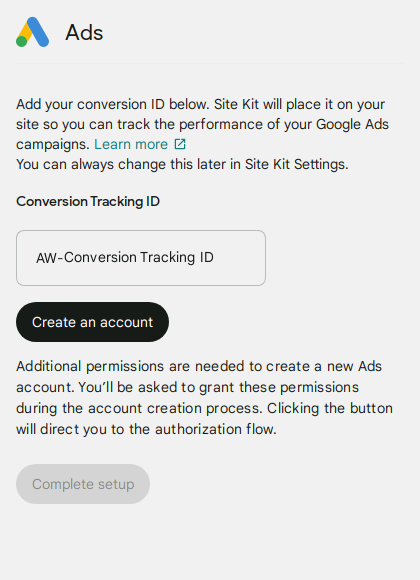 Ads
Add your conversion ID below. Site Kit will place it on your
site so you can track the performance of your Google Ads
campaigns. Learn more
You can always change this later in Site Kit Settings.
Conversion Tracking ID
AW-Conversion Tracking ID
Create an account
Additional permissions are needed to create a new Ads
account. You’ll be asked to grant these permissions
during the account creation process. Clicking the button
will direct you to the authorization flow.
Complete setup